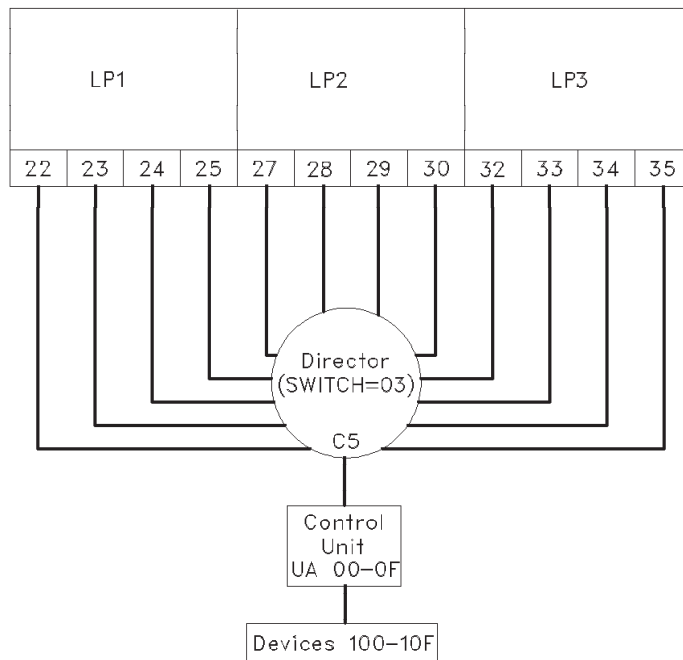 LP1 LP2 LP3
22 23 24 25 27 28 29 30 32 33 34 35
Director
(SWITCH=03)
C5
Control
Unit
UA 00-0F
Devices 100-10F